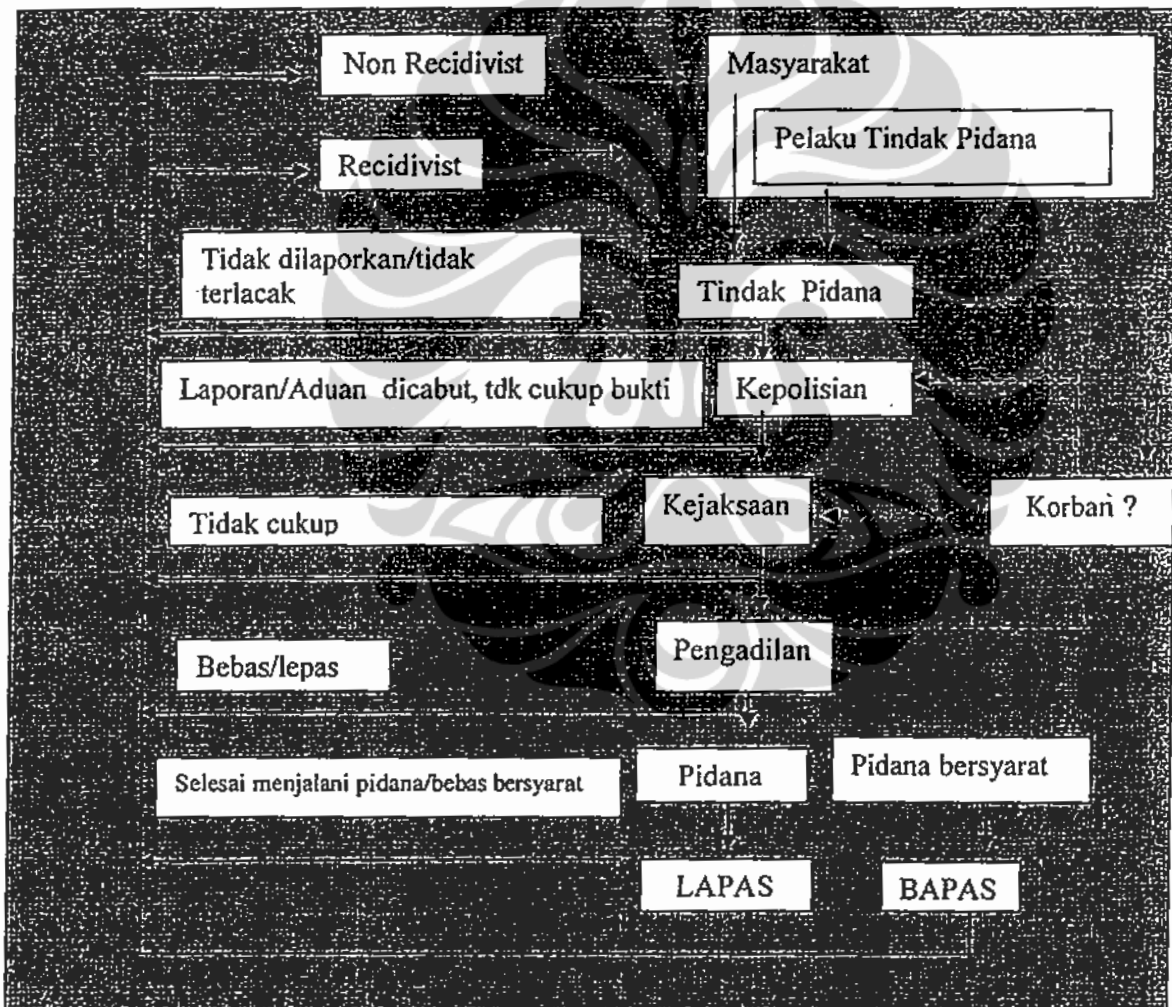 Non Recidivist
Masyarakat
Pelaku Tindak Pidana
Recidivist
Tidak dilaporkan/tidak
terlacak
Tindak Pidana
Laporan/Aduan dicabut, tdk cukup bukti
Kepolisian
Tidak cukup
Kejaksaan
Korban ?
Bebas/lepas
Pengadilan
Selesai menjalani pidana/bebas bersyarat
Pidana
Pidana bersyarat
LAPAS
BAPAS